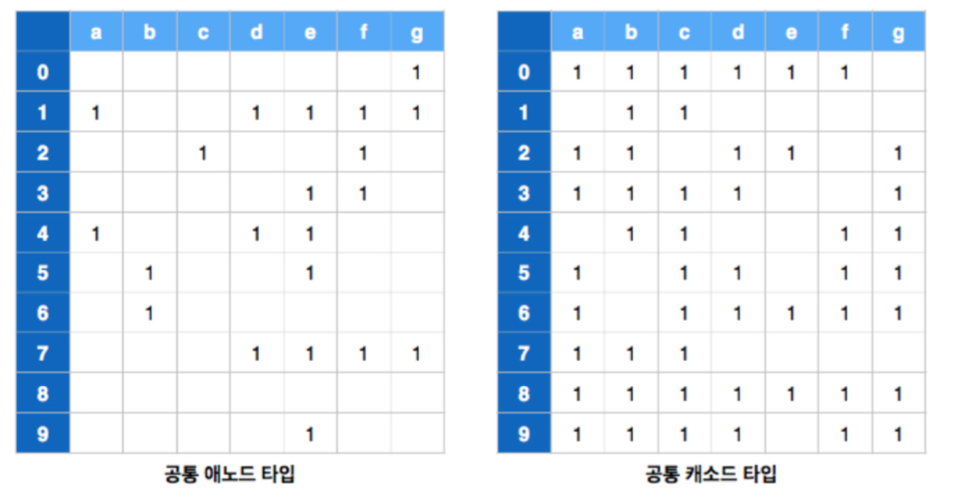 a b c d e f g
0 1
1 1 1 1 1 1
2 1 1
3 1 1
4 1 1 1
5 1 1
6 1
7 1 1 1 1
8
9 1
공통 애노드 타입
a b c d e f g
0 1 1 1 1 1 1
1 1 1
2 1 1 1 1 1
3 1 1 1 1 1
4 1 1 1 1
5 1 1 1 1 1
6 1 1 1 1 1 1
7 1 1 1
8 1 1 1 1 1 1 1
9 1 1 1 1 1 1
공통 캐소드 타입